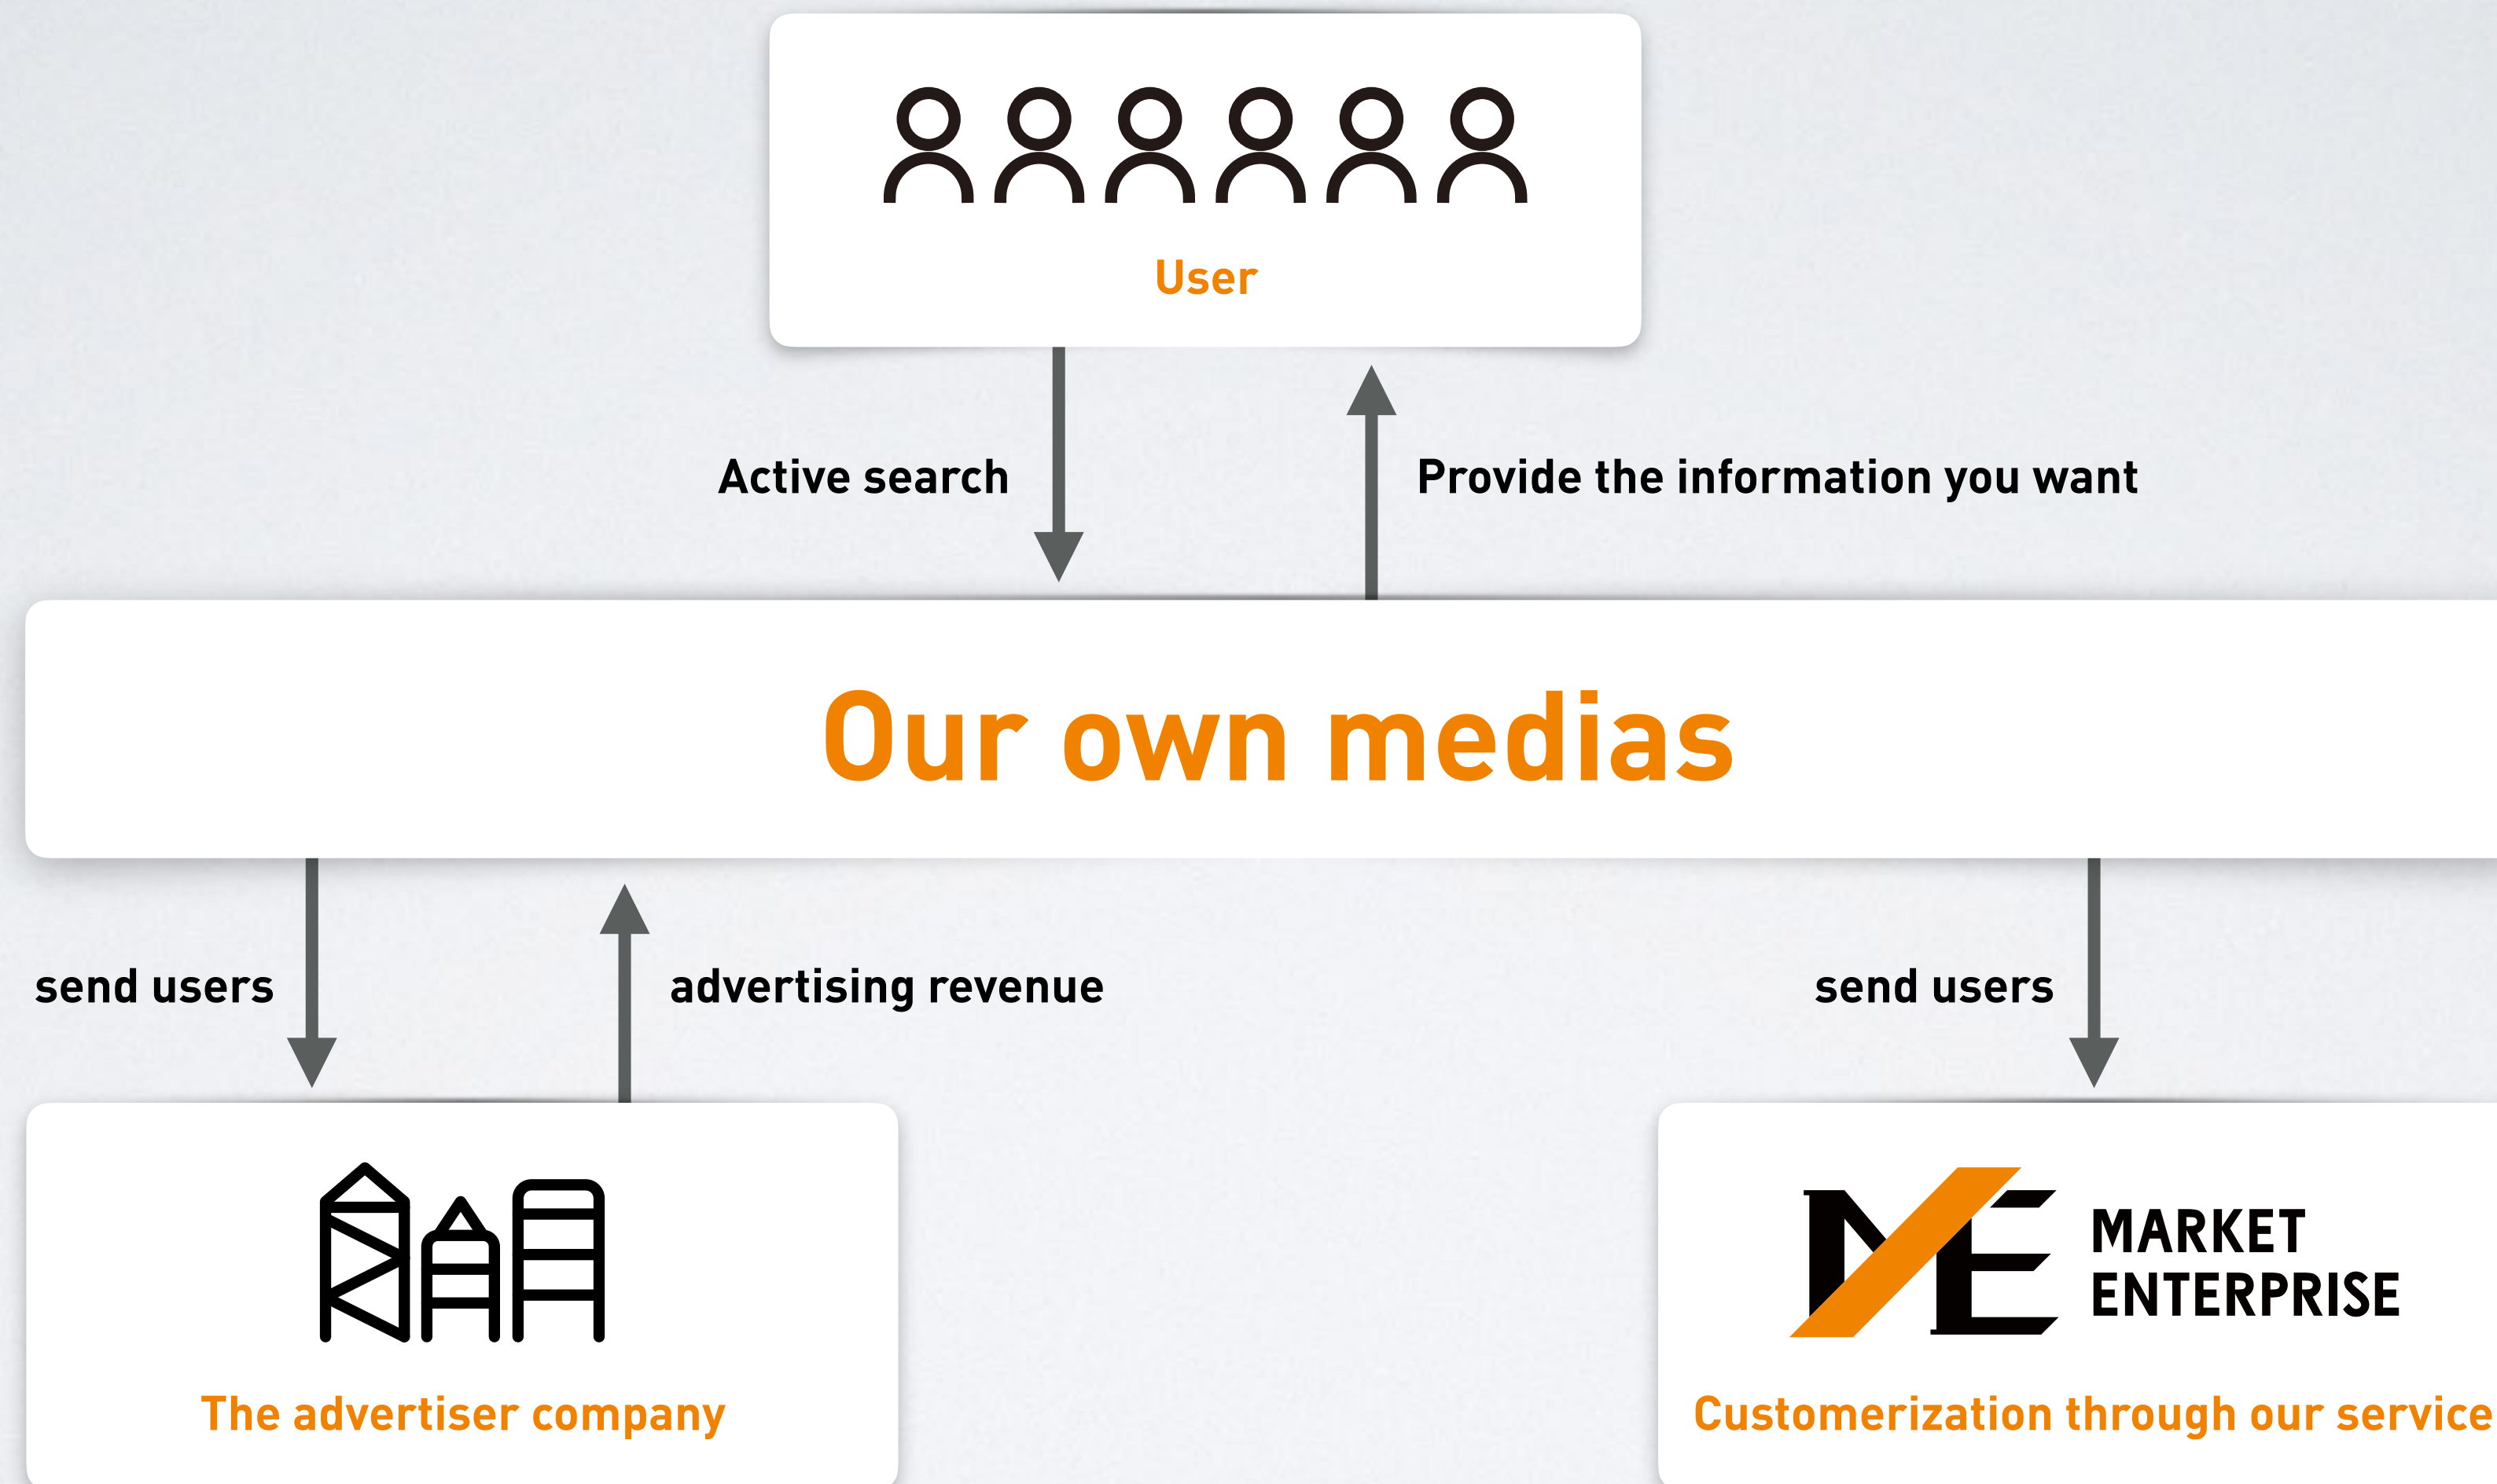 User
Active search
Provide the information you want
Our own medias
send users
advertising revenue
send users
MARKET
ENTERPRISE
The advertiser company
Customerization through our service